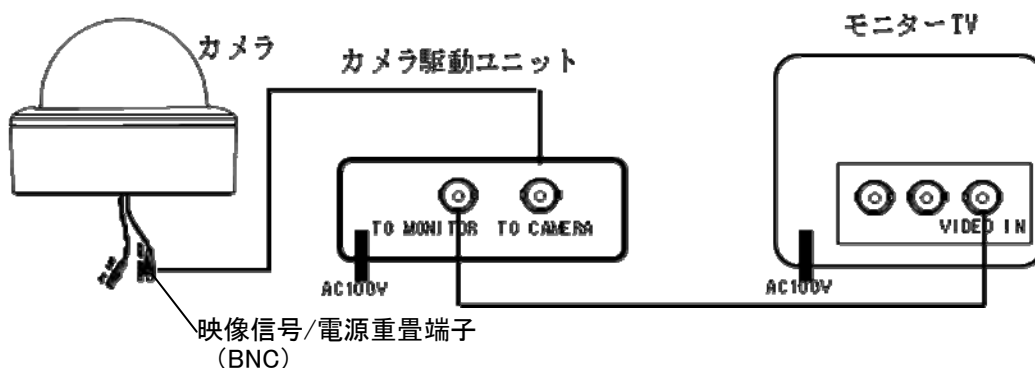 モニターTV
カメラ
カメラ駆動ユニット
TO MONITOR TO CAMERA
VIDEO IN
AC100V
AC100V
映像信号/電源重畳端子
（BNC）